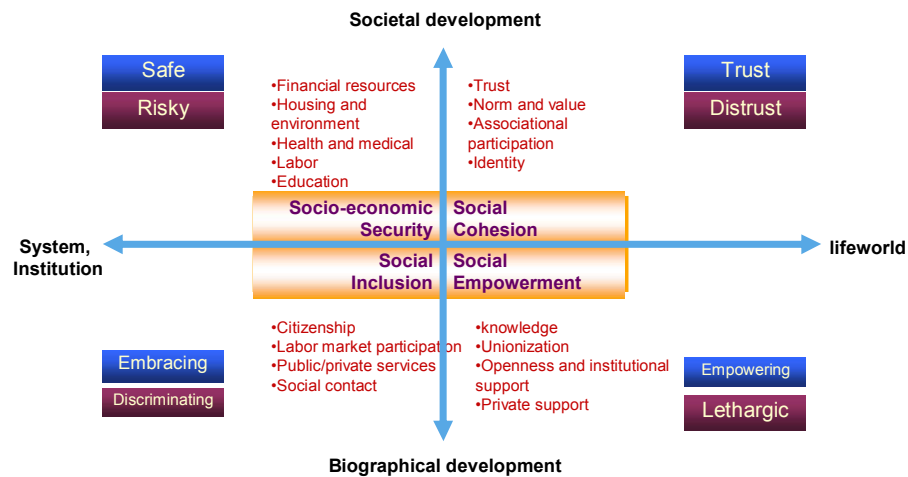 Societal development
Safe
Risky
•Financial resources
•Housing and
environment
•Health and medical
•Labor
•Education
•Trust
•Norm and value
•Associational
participation
•Identity
Trust
Distrust
Socio-economic
Security
Social
Cohesion
System,
Institution
lifeworld
Social
Inclusion
Social
Empowerment
Embracing
Discriminating
•Citizenship
•Labor market participation
•Public/private services
•Social contact
•knowledge
•Unionization
•Openness and institutional
support
•Private support
Empowering
Lethargic
Biographical development